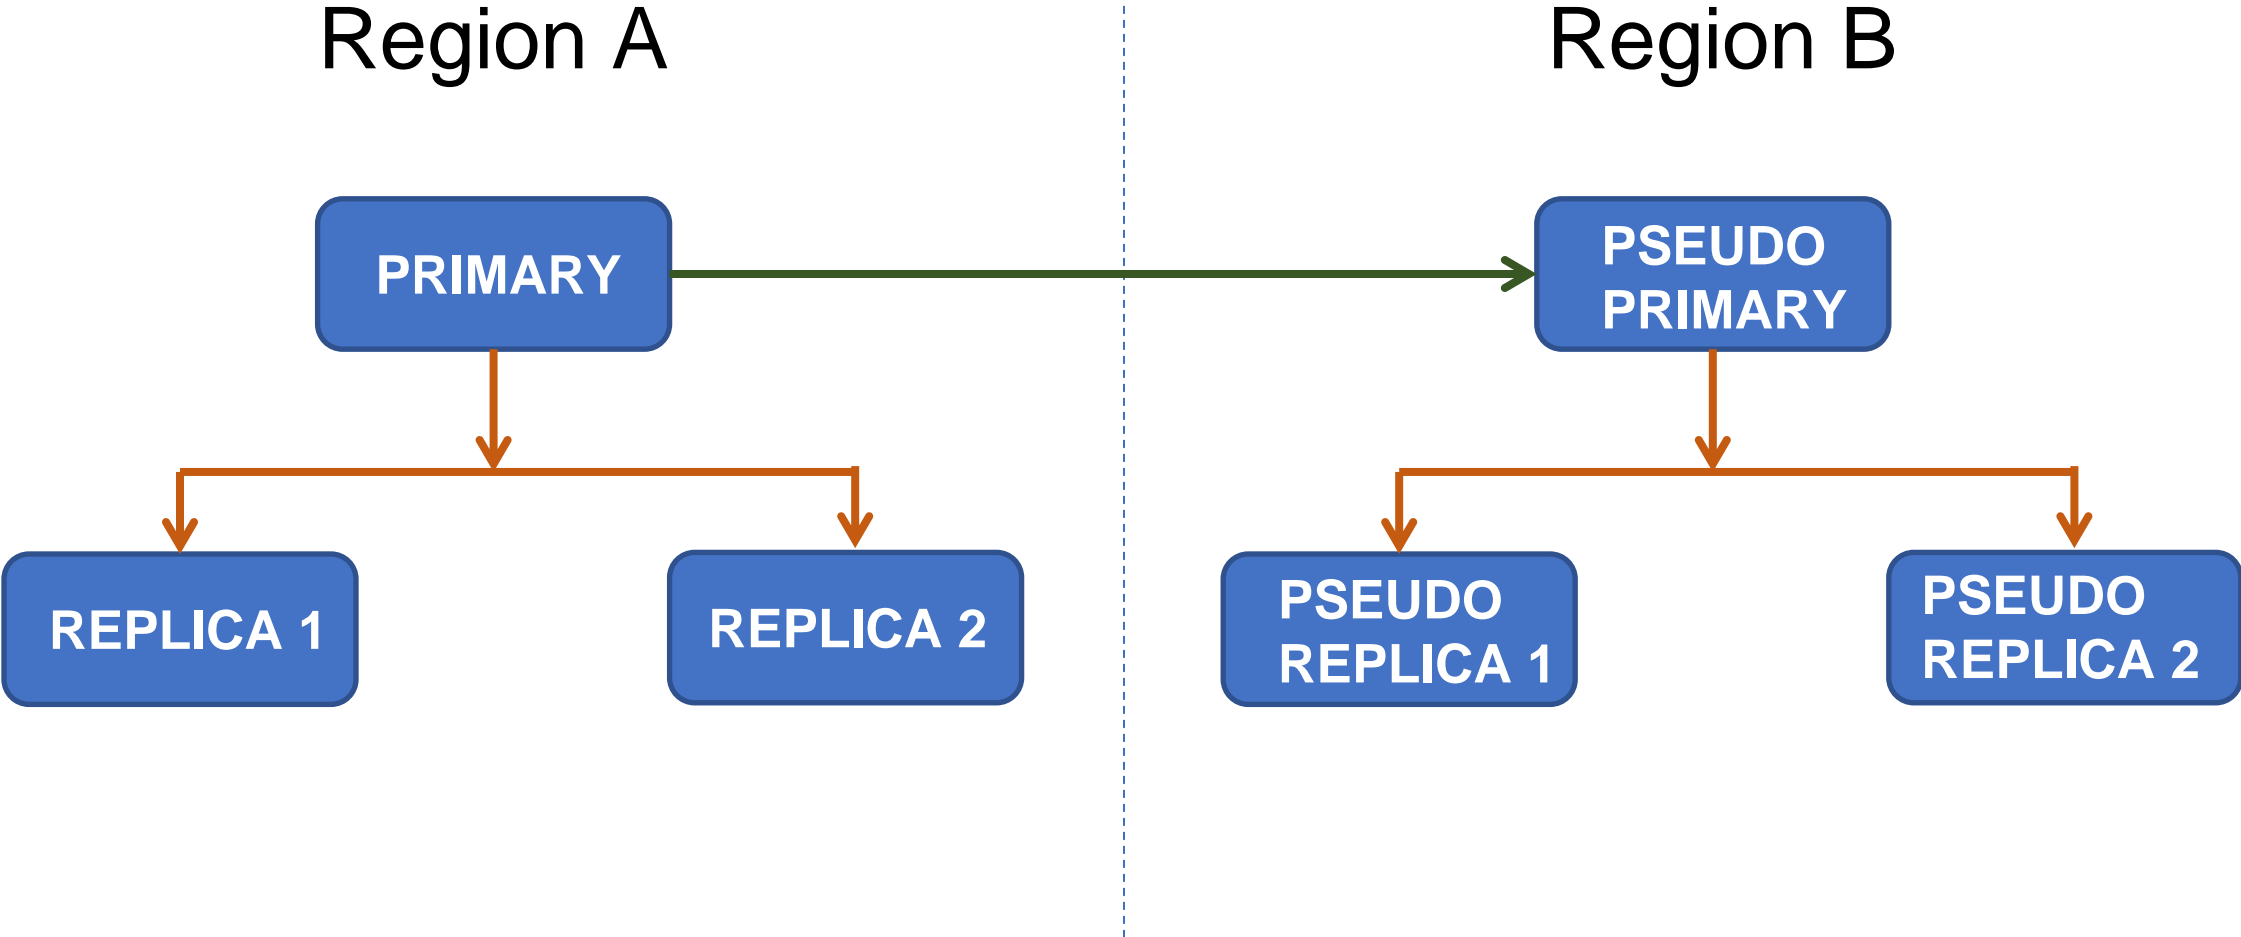 Region A
Region B
PRIMARY
PSEUDO
PRIMARY
REPLICA 1
REPLICA 2
PSEUDO
REPLICA 1
PSEUDO
REPLICA 2